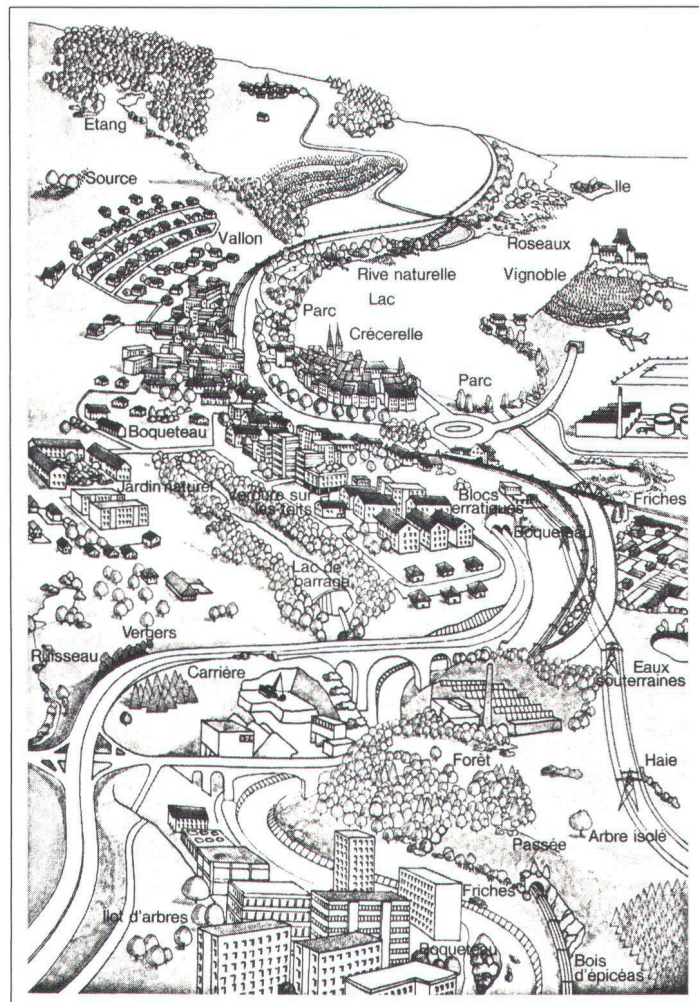 Etang
Source
Ile
Vallon
Roseaux
Rive naturelle
Vignoble
Lac
Parc
Crécerelle
Parc
Boqueteau
Jardin naturel
Verdure sur
les toits
Blocs
erratiques
Friches
Boqueteau
Lac de
barrage
Vergers
Ruisseau
Carrière
Eaux
souterraines
Forêt
Haie
Arbre isolé
Passée
Friches
Îlot d'arbres
Boqueteau
Bois
d'épicéas